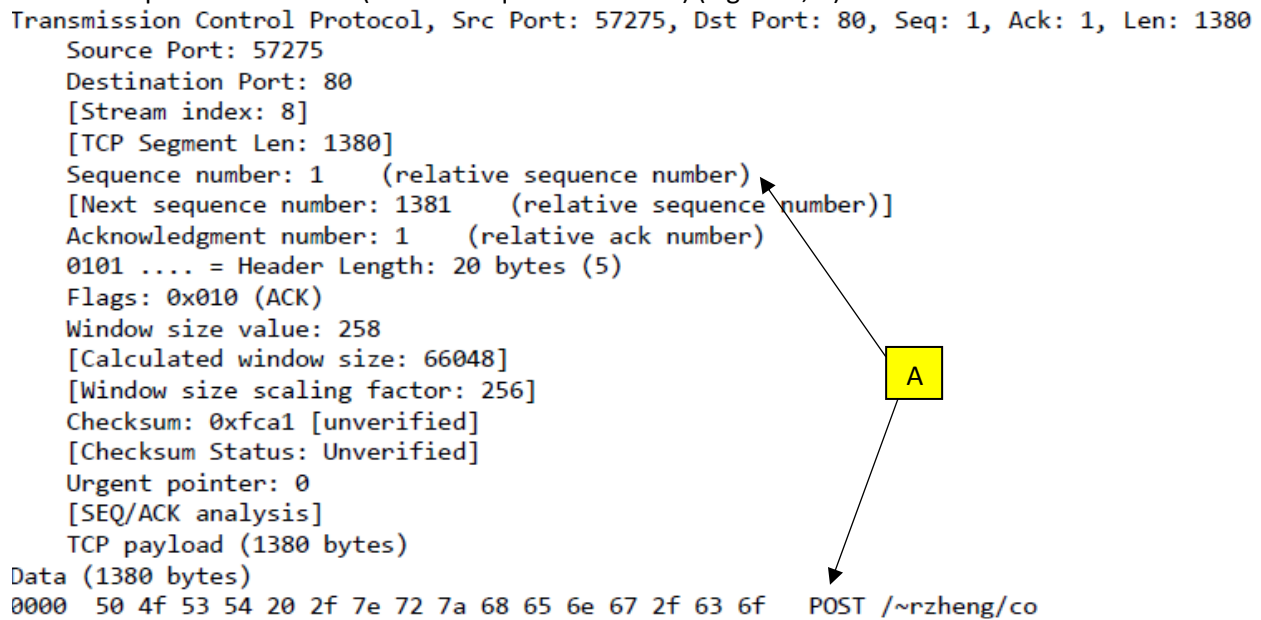 Transmission Control Protocol, Src Port: 57275, Dst Port: 80, Seq: 1, Ack: 1, Len: 1380
Source Port: 57275
Destination Port: 80
[Stream index: 8]
[TCP Segment Len: 1380]
Sequence number: 1    (relative sequence number)
[Next sequence number: 1381    (relative sequence number)]
Acknowledgment number: 1    (relative ack number)
0101 .... = Header Length: 20 bytes (5)
Flags: 0x010 (ACK)
Window size value: 258
[Calculated window size: 66048]
A
[Window size scaling factor: 256]
Checksum: 0xfca1 [unverified]
[Checksum Status: Unverified]
Urgent pointer: 0
[SEQ/ACK analysis]
TCP payload (1380 bytes)
Data (1380 bytes)
0000  50 4f 53 54 20 2f 7e 72 7a 68 65 6e 67 2f 63 6f   POST /~rzheng/co